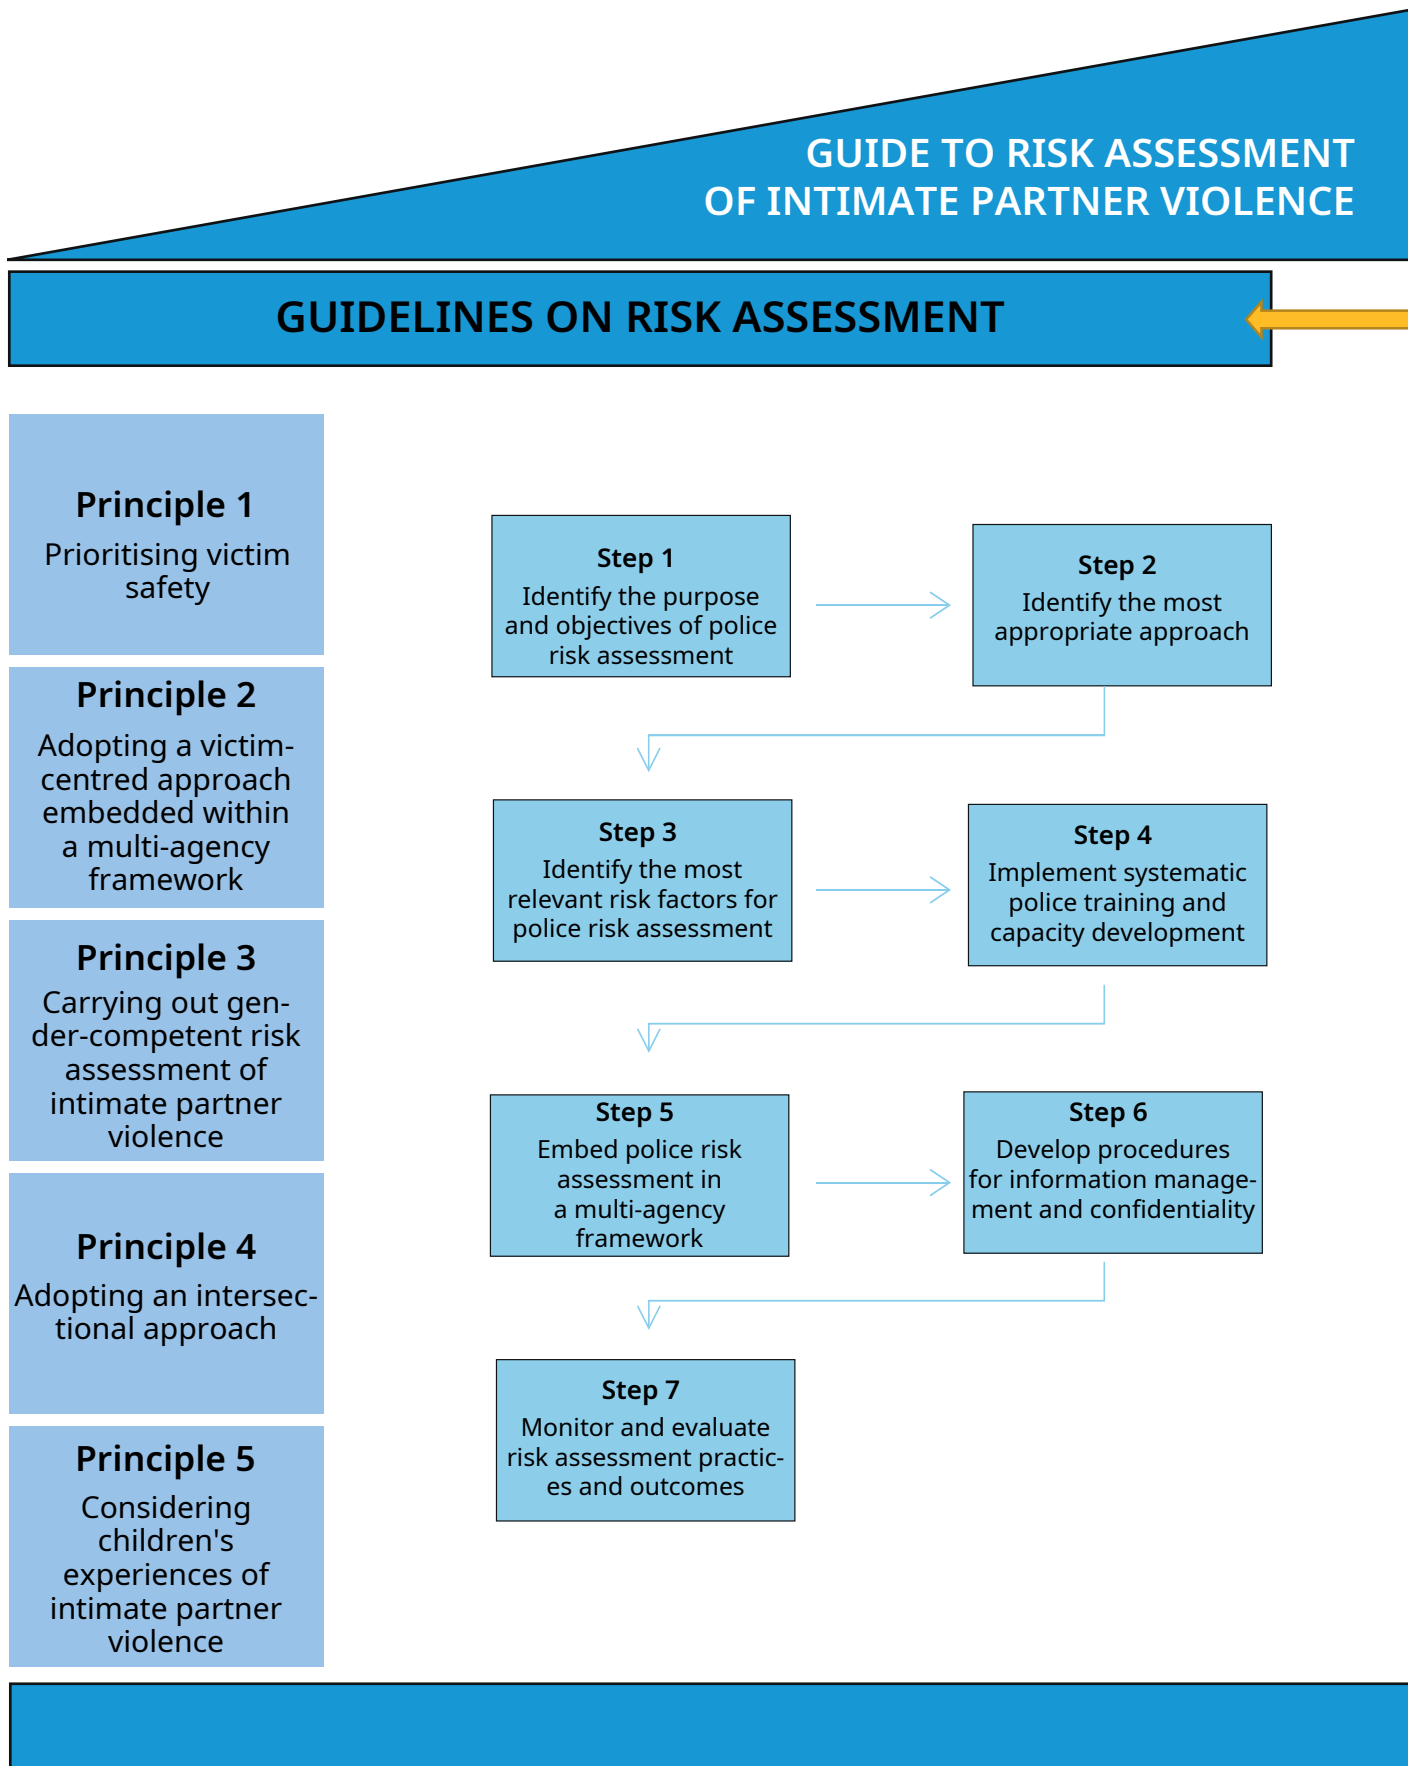 GUIDE TO RISK ASSESSMENT
OF INTIMATE PARTNER VIOLENCE
GUIDELINES ON RISK ASSESSMENT
Principle 1
Prioritising victim
safety
Principle 2
Adopting a victim-
centred approach
embedded within
a multi-agency
framework
Principle 3
Carrying out gen-
der-competent risk
assessment of
intimate partner
violence
Principle 4
Adopting an intersec-
tional approach
Principle 5
Considering
children's
experiences of
intimate partner
violence
Step 1
Identify the purpose
and objectives of police
risk assessment
Step 2
Identify the most
appropriate approach
Step 3
Identify the most
relevant risk factors for
police risk assessment
Step 4
Implement systematic
police training and
capacity development
Step 5
Embed police risk
assessment in
a multi-agency
framework
Step 6
Develop procedures
for information manage-
ment and confidentiality
Step 7
Monitor and evaluate
risk assessment practic-
es and outcomes